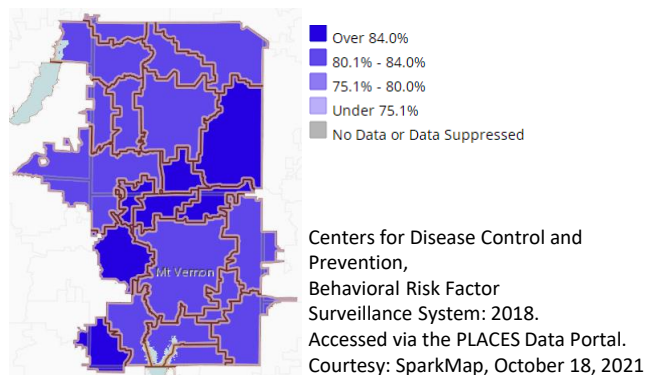 Over 84.0%
80.1% - 84.0%
75.1% - 80.0%
Under 75.1%
No Data or Data Suppressed
Mt Vernon
Centers for Disease Control and
Prevention,
Behavioral Risk Factor
Surveillance System: 2018.
Accessed via the PLACES Data Portal.
Courtesy: SparkMap, October 18, 2021